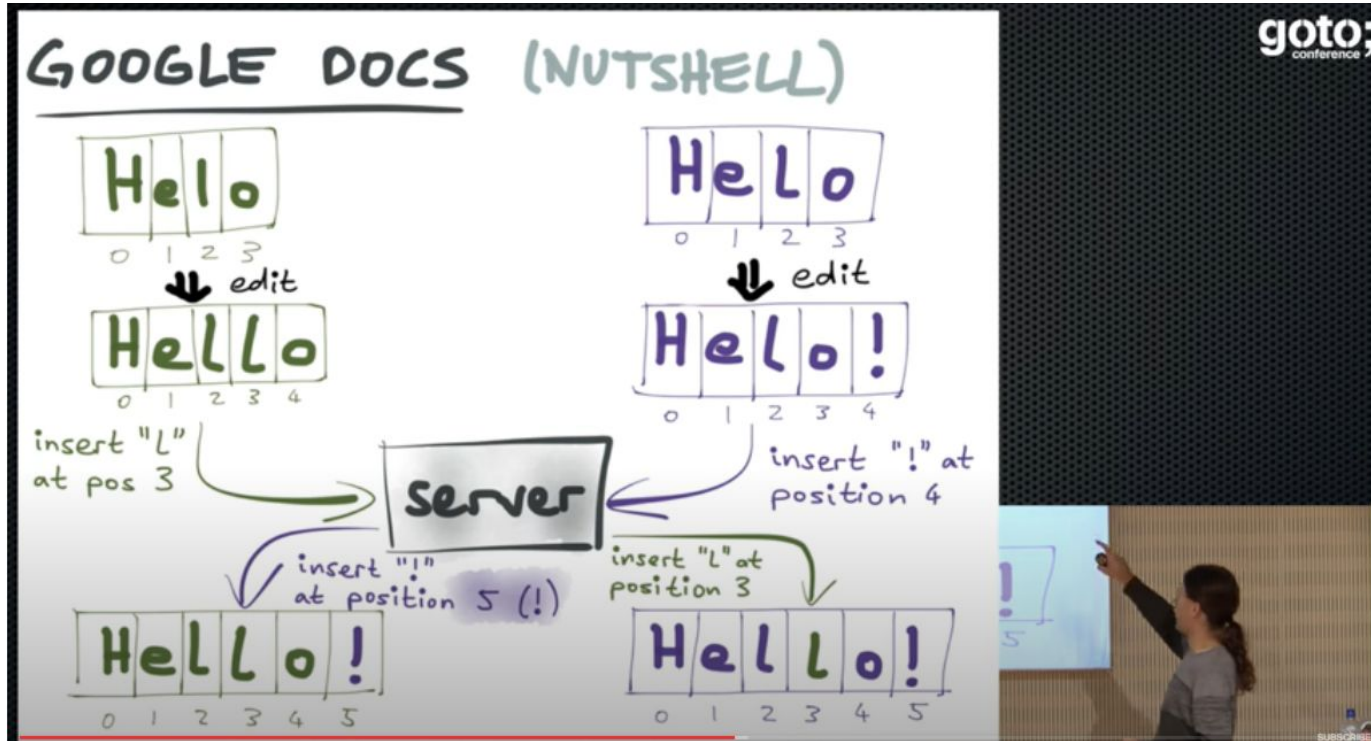 GOOGLE DOCS (NUTSHELL)
goto;
conference
Helo
0 1 2 3
edit
HelLo
0 1 2 3 4
insert "L"
at pos 3
HeLo
0 1 2 3
edit
HeLo!
0 1 2 3 4
insert "!" at
position 4
server
insert "!"
at position 5 (!)
insert "L" at
position 3
HeLLo!
0 1 2 3 4 5
HelLo!
0 1 2 3 4 5
!
5
SUBSCRIBE